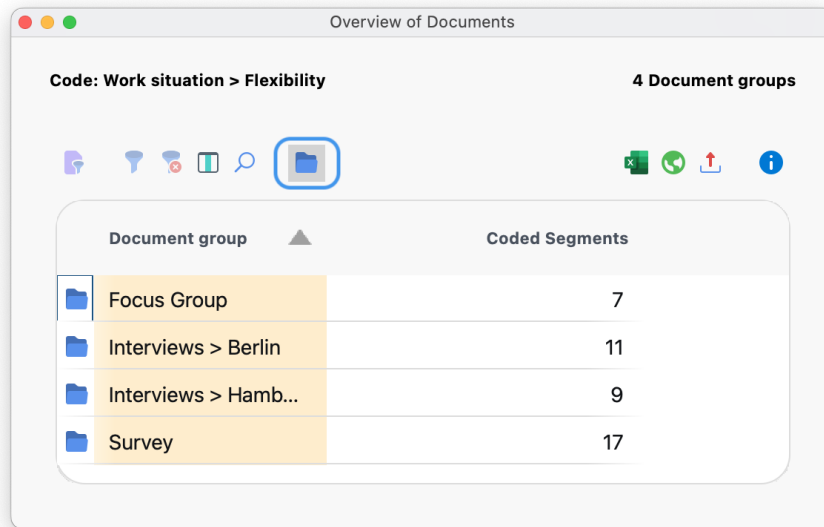 Overview of Documents
Code: Work situation > Flexibility 4 Document groups
Document group Coded Segments
Focus Group 7
Interviews > Berlin 11
Interviews > Hamb... 9
Survey 17